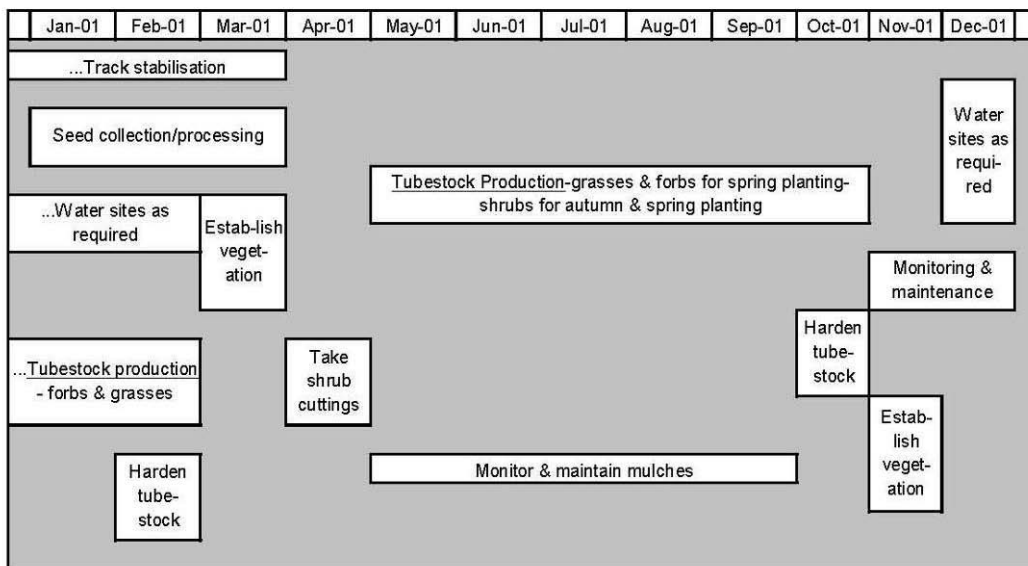 Jan-01 Feb-01 Mar-01 Apr-01 May-01 Jun-01 Jul-01 Aug-01 Sep-01 Oct-01 Nov-01 Dec-01
...Track stabilisation
Seed collection/processing
Water
sites as
requi-
red
Tubestock Production-grasses & forbs for spring planting-
shrubs for autumn & spring planting
...Water sites as
required
Estab-lish
veget-
ation
Monitoring &
maintenance
Harden
tube-
stock
...Tubestock production
- forbs & grasses
Take
shrub
cuttings
Estab-
lish
veget-
ation
Harden
tube-
stock
Monitor & maintain mulches